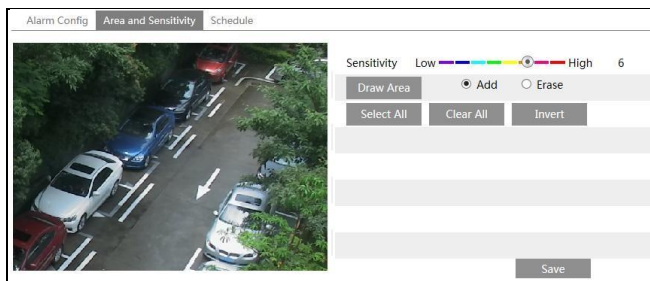 Alarm Config Area and Sensitivity Schedule
Sensitivity Low High 6
Draw Area Add Erase
Select All Clear All Invert
Save